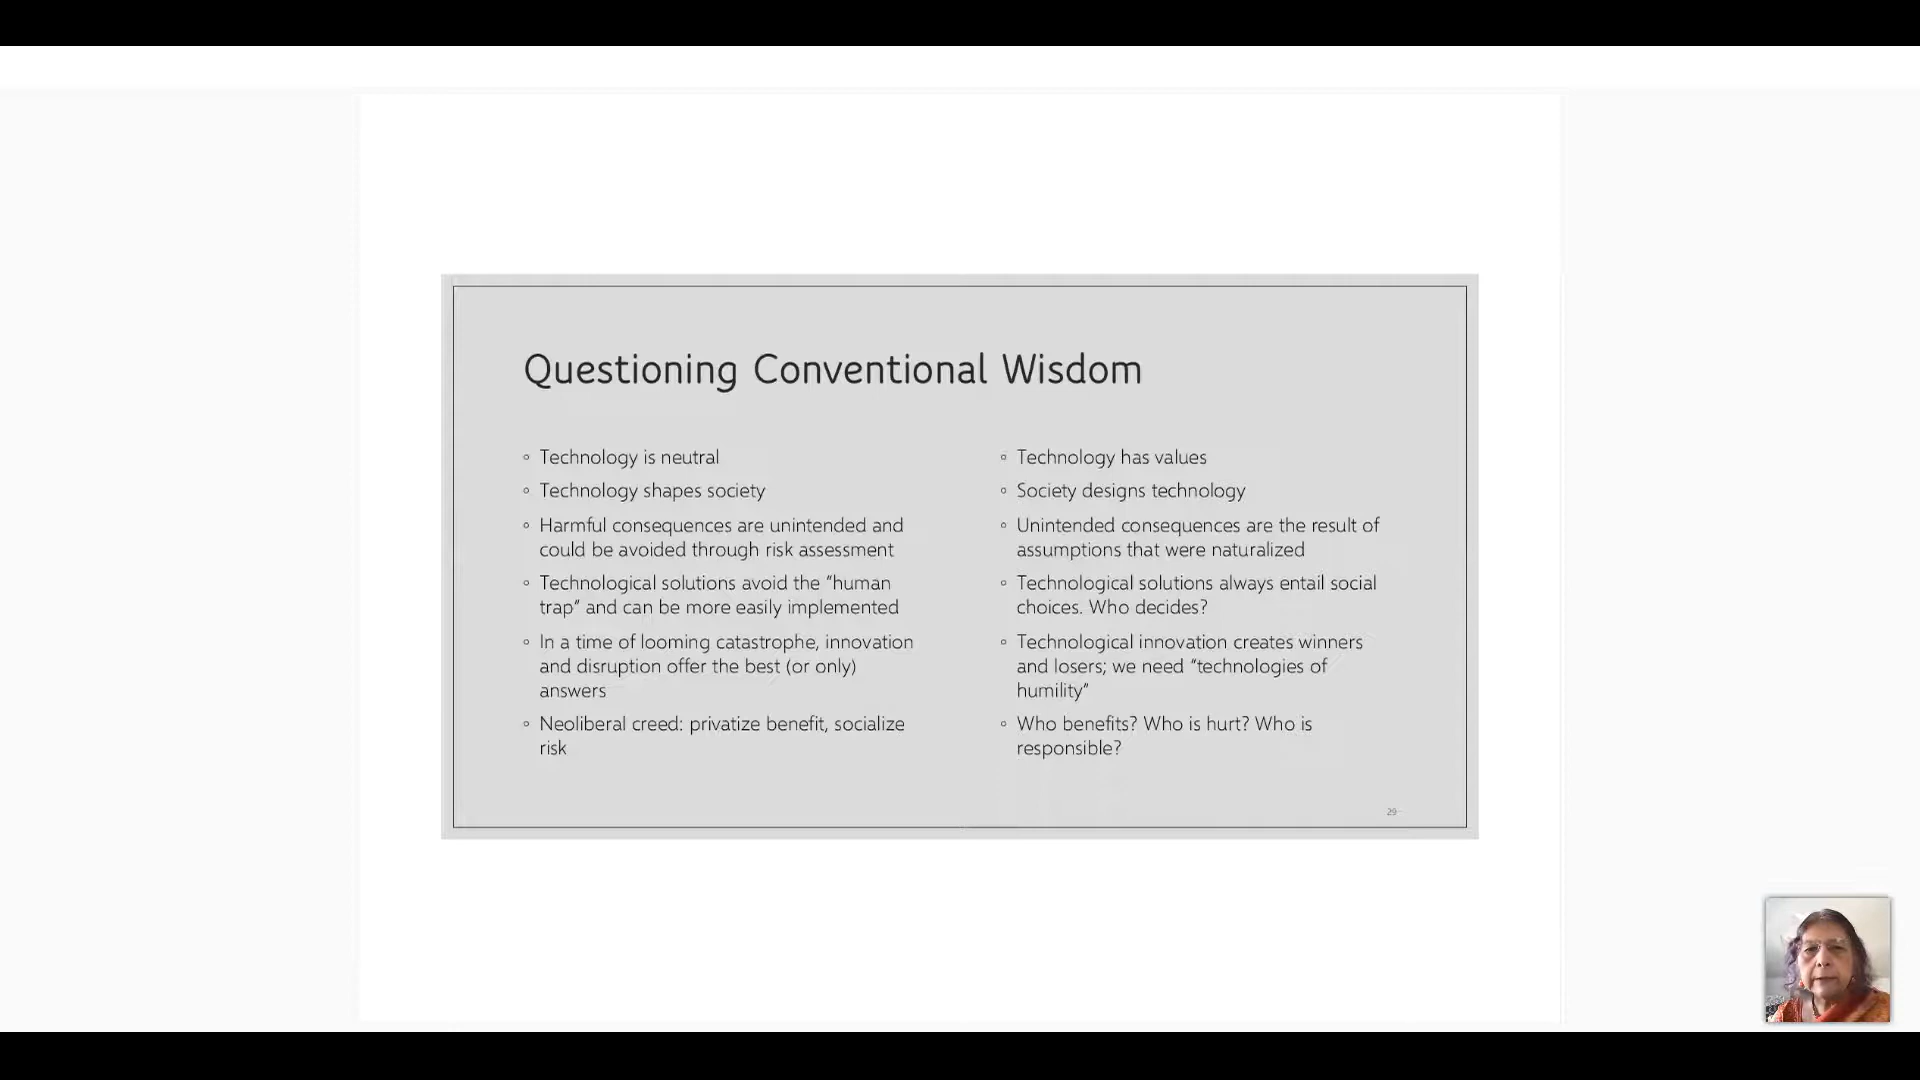 Questioning Conventional Wisdom
◦ Technology is neutral
◦ Technology shapes society
◦ Harmful consequences are unintended and
could be avoided through risk assessment
◦ Technological solutions avoid the “human
trap” and can be more easily implemented
◦ In a time of looming catastrophe, innovation
and disruption offer the best (or only)
answers
◦ Neoliberal creed: privatize benefit, socialize
risk
◦ Technology has values
◦ Society designs technology
◦ Unintended consequences are the result of
assumptions that were naturalized
◦ Technological solutions always entail social
choices. Who decides?
◦ Technological innovation creates winners
and losers; we need “technologies of
humility”
◦ Who benefits? Who is hurt? Who is
responsible?
29